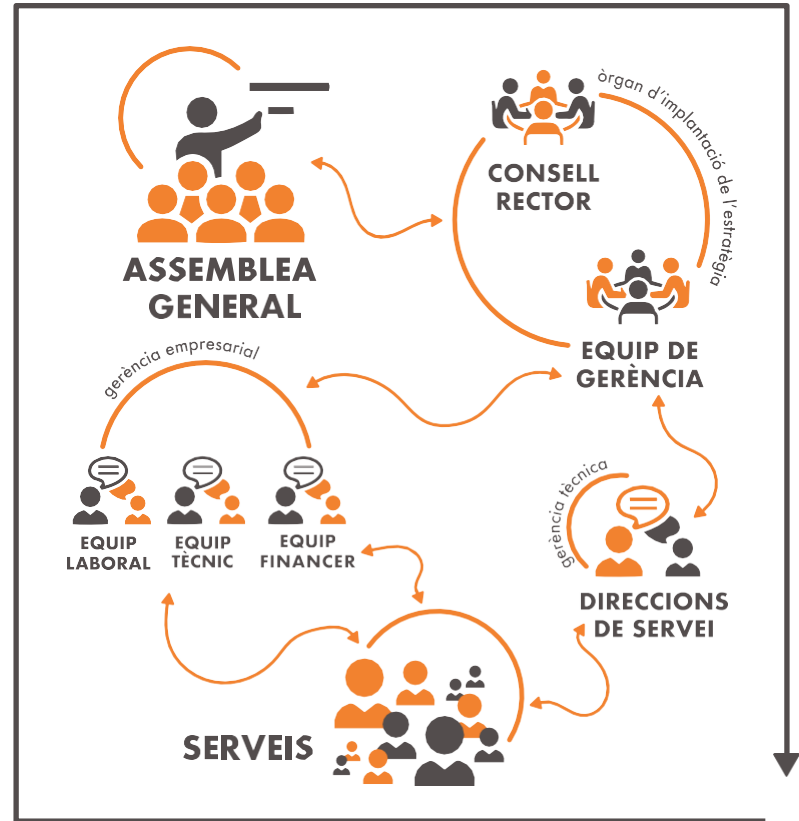 òrgan d'implantació de l'estratègia
CONSELL
RECTOR
ASSEMBLEA
GENERAL
EQUIP DE
GERÈNCIA
gerència empresarial
EQUIP
LABORAL
EQUIP
TÈCNIC
EQUIP
FINANCER
gerència tècnica
DIRECCIONS
DE SERVEI
SERVEIS